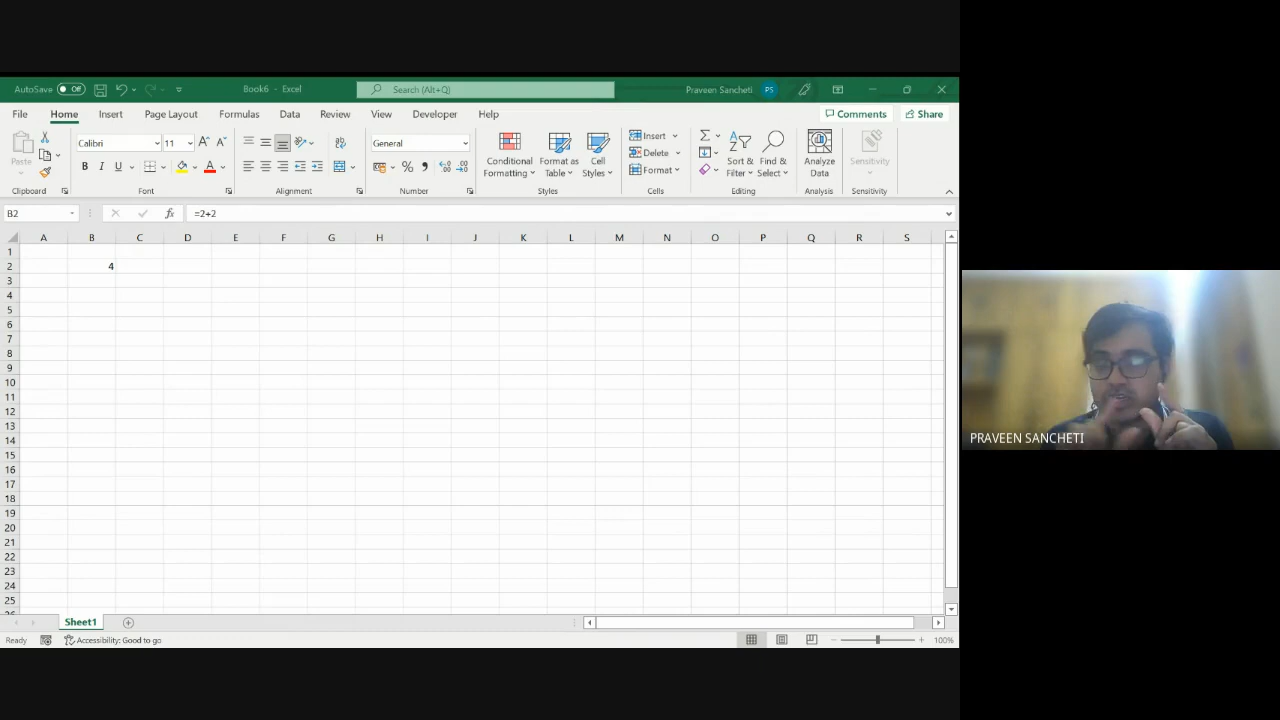 AutoSave Off Book6 - Excel Search (Alt+Q) Praveen Sancheti PS
File Home Insert Page Layout Formulas Data Review View Developer Help Comments Share
Paste Calibri 11 General Conditional Formatting Format as Table Cell Styles Insert Delete Format Sort & Filter Find & Select Analyze Data Sensitivity
Clipboard Font Alignment Number Styles Cells Editing Analysis Sensitivity
B2 fx =2+2
A B C D E F G H I J K L M N O P Q R S
1
2 4
3
4
5
6
7
8
9
10
11
12
13
14
15
16
17
18
19
20
21
22
23
24
25
Sheet1
Ready Accessibility: Good to go 100%
PRAVEEN SANCHETI